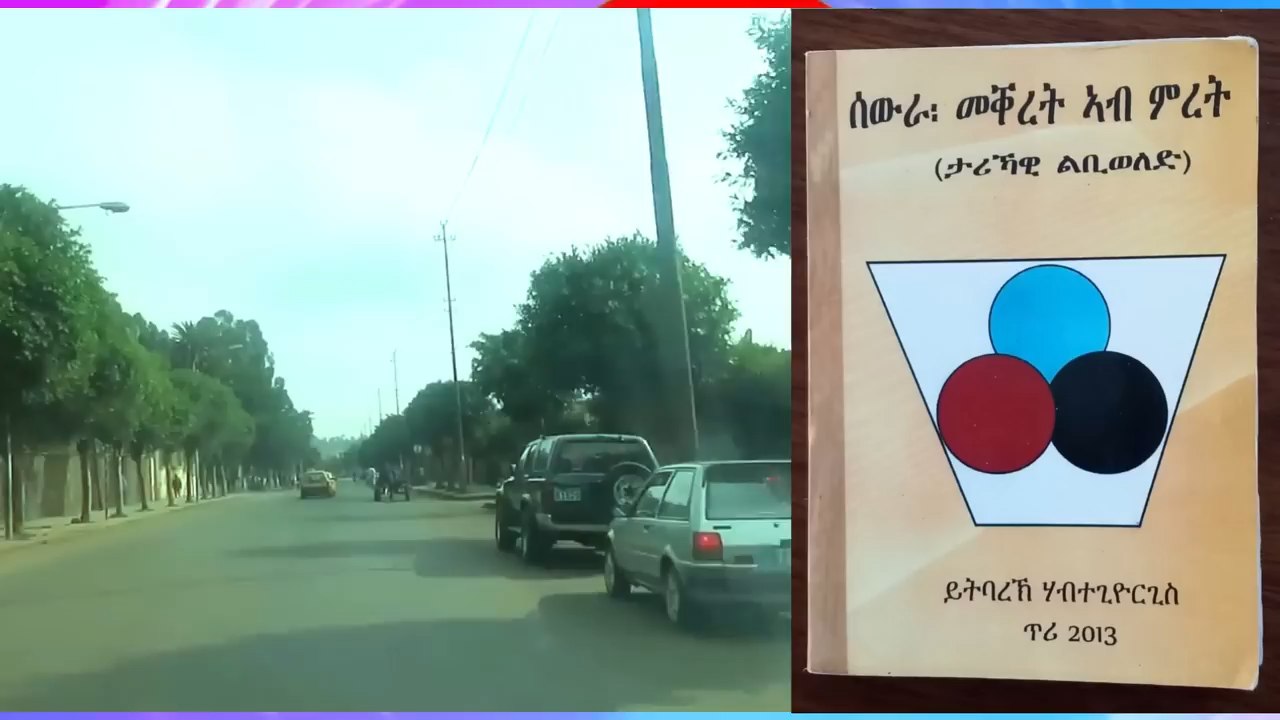 ሰውራ፡ መቐረት ኣብ ምረት
(ታሪኻዊ ልቢወለድ)
ይትባረኽ ሃብተጊዮርጊስ
ጥሪ 2013